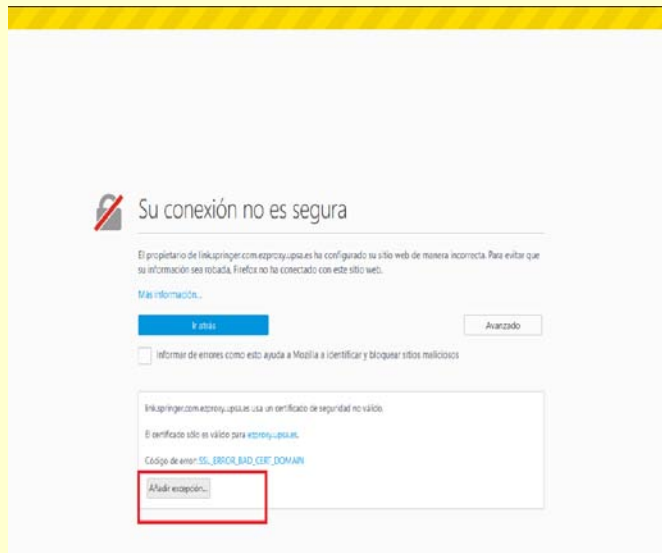 Su conexión no es segura
El propietario de link.springer.com.ezproxy.upsa.es ha configurado su sitio web de manera incorrecta. Para evitar que
su información sea robada, Firefox no ha conectado con este sitio web.
Más información...
Ir atrás
Avanzado
Informar de errores como esto ayuda a Mozilla a identificar y bloquear sitios maliciosos
link.springer.com.ezproxy.upsa.es usa un certificado de seguridad no válido.
El certificado sólo es válido para ezproxy.upsa.es.
Código de error: SSL_ERROR_BAD_CERT_DOMAIN
Añadir excepción...